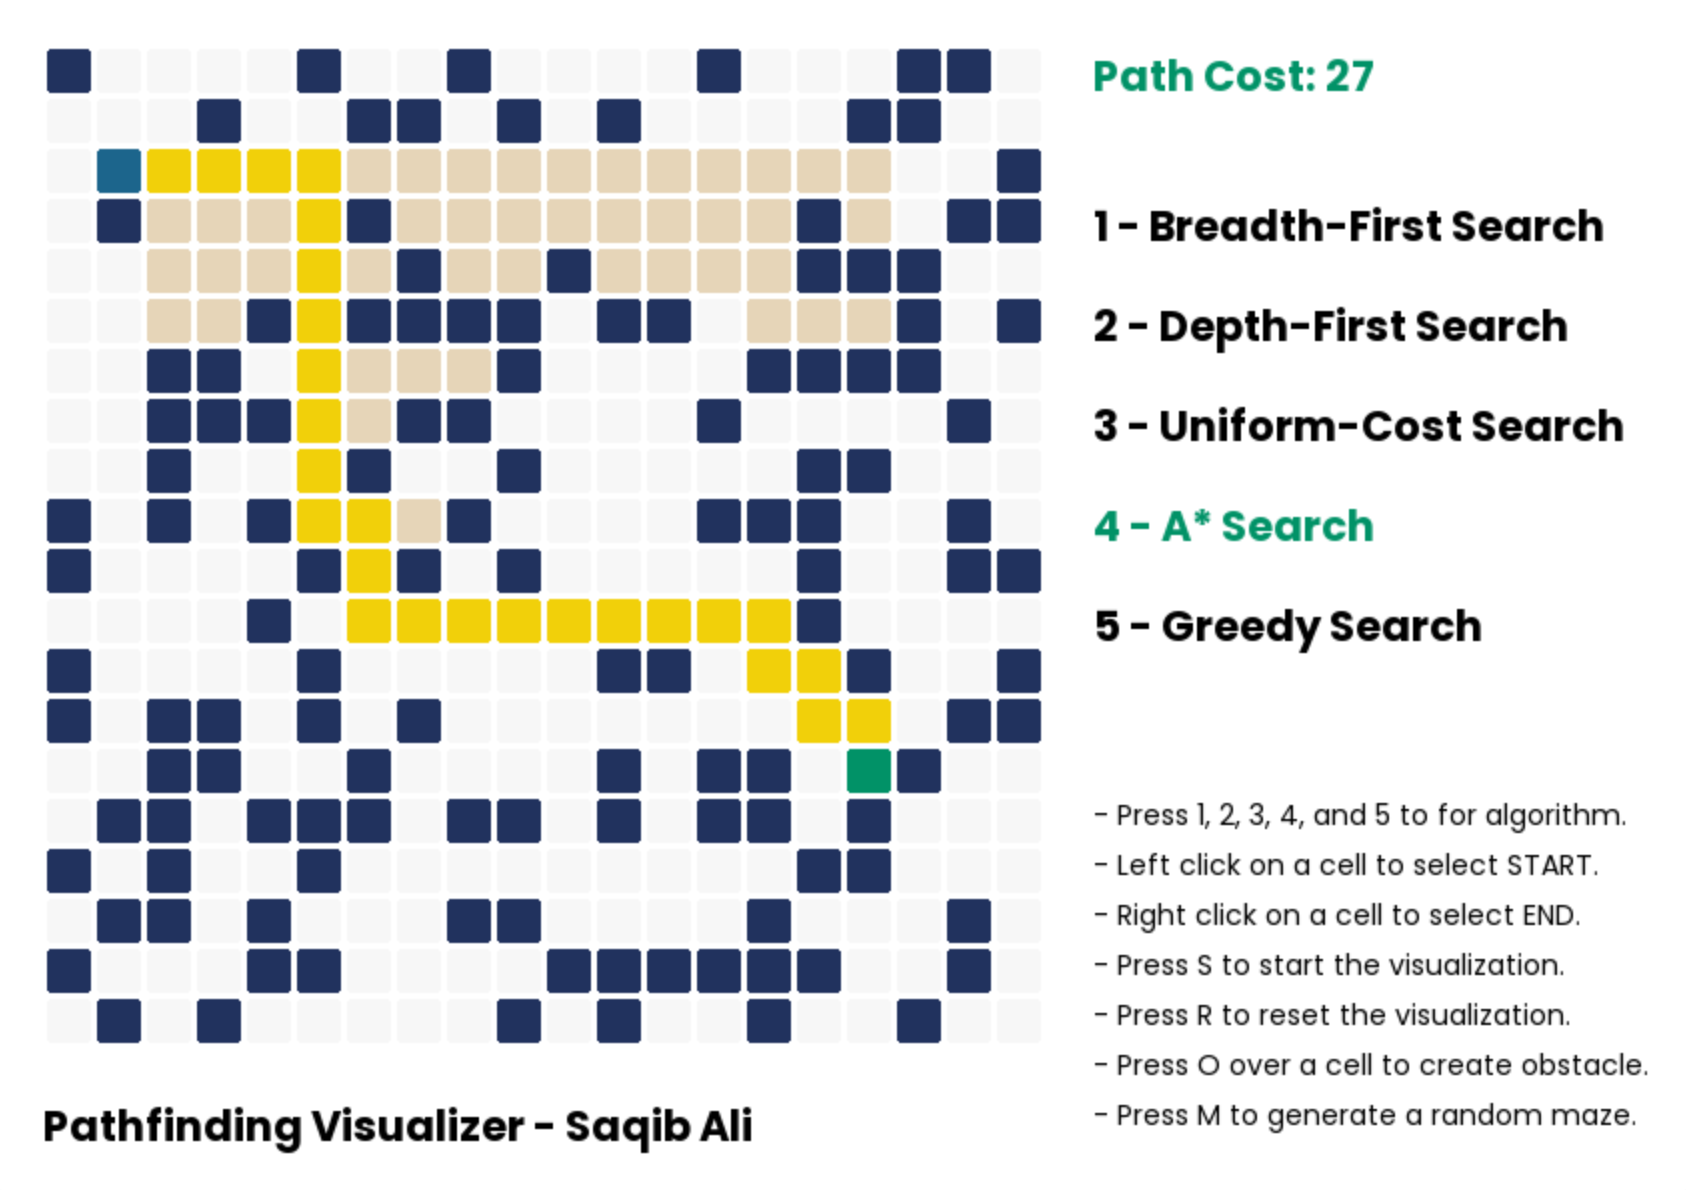 Path Cost: 27
1 - Breadth-First Search
2 - Depth-First Search
3 - Uniform-Cost Search
4 - A* Search
5 - Greedy Search
- Press 1, 2, 3, 4, and 5 to for algorithm.
- Left click on a cell to select START.
- Right click on a cell to select END.
- Press S to start the visualization.
- Press R to reset the visualization.
- Press O over a cell to create obstacle.
- Press M to generate a random maze.
Pathfinding Visualizer - Saqib Ali